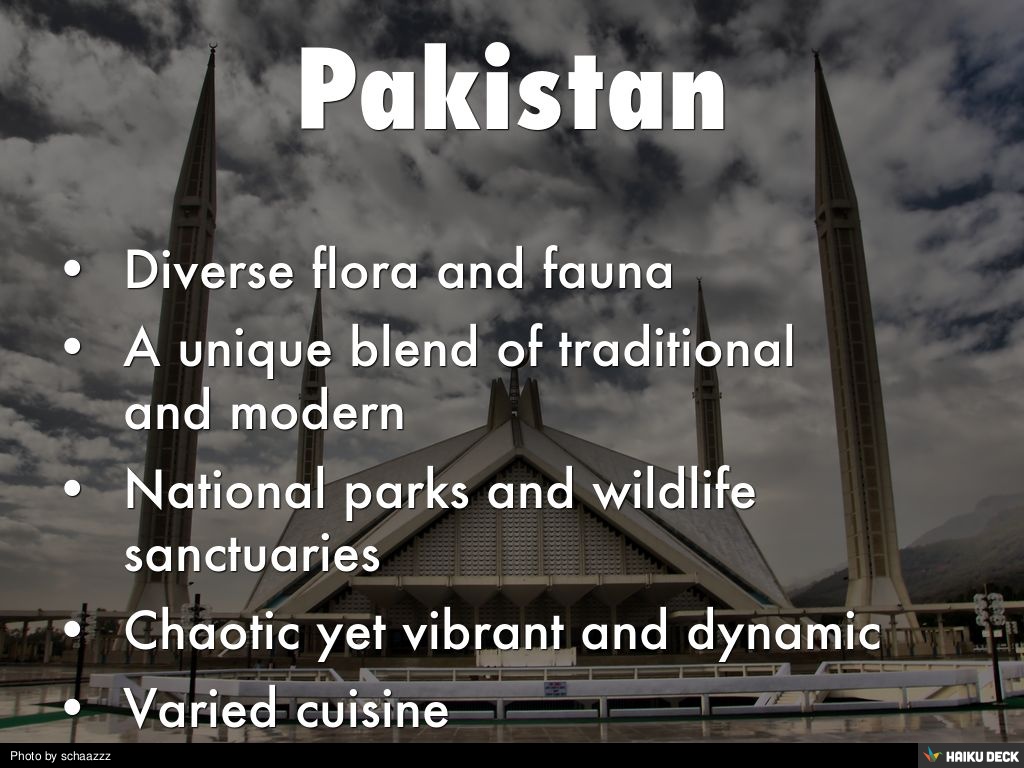 Pakistan
• Diverse flora and fauna
• A unique blend of traditional
and modern
• National parks and wildlife
sanctuaries
• Chaotic yet vibrant and dynamic
• Varied cuisine
Photo by schaazzz
HAIKU DECK